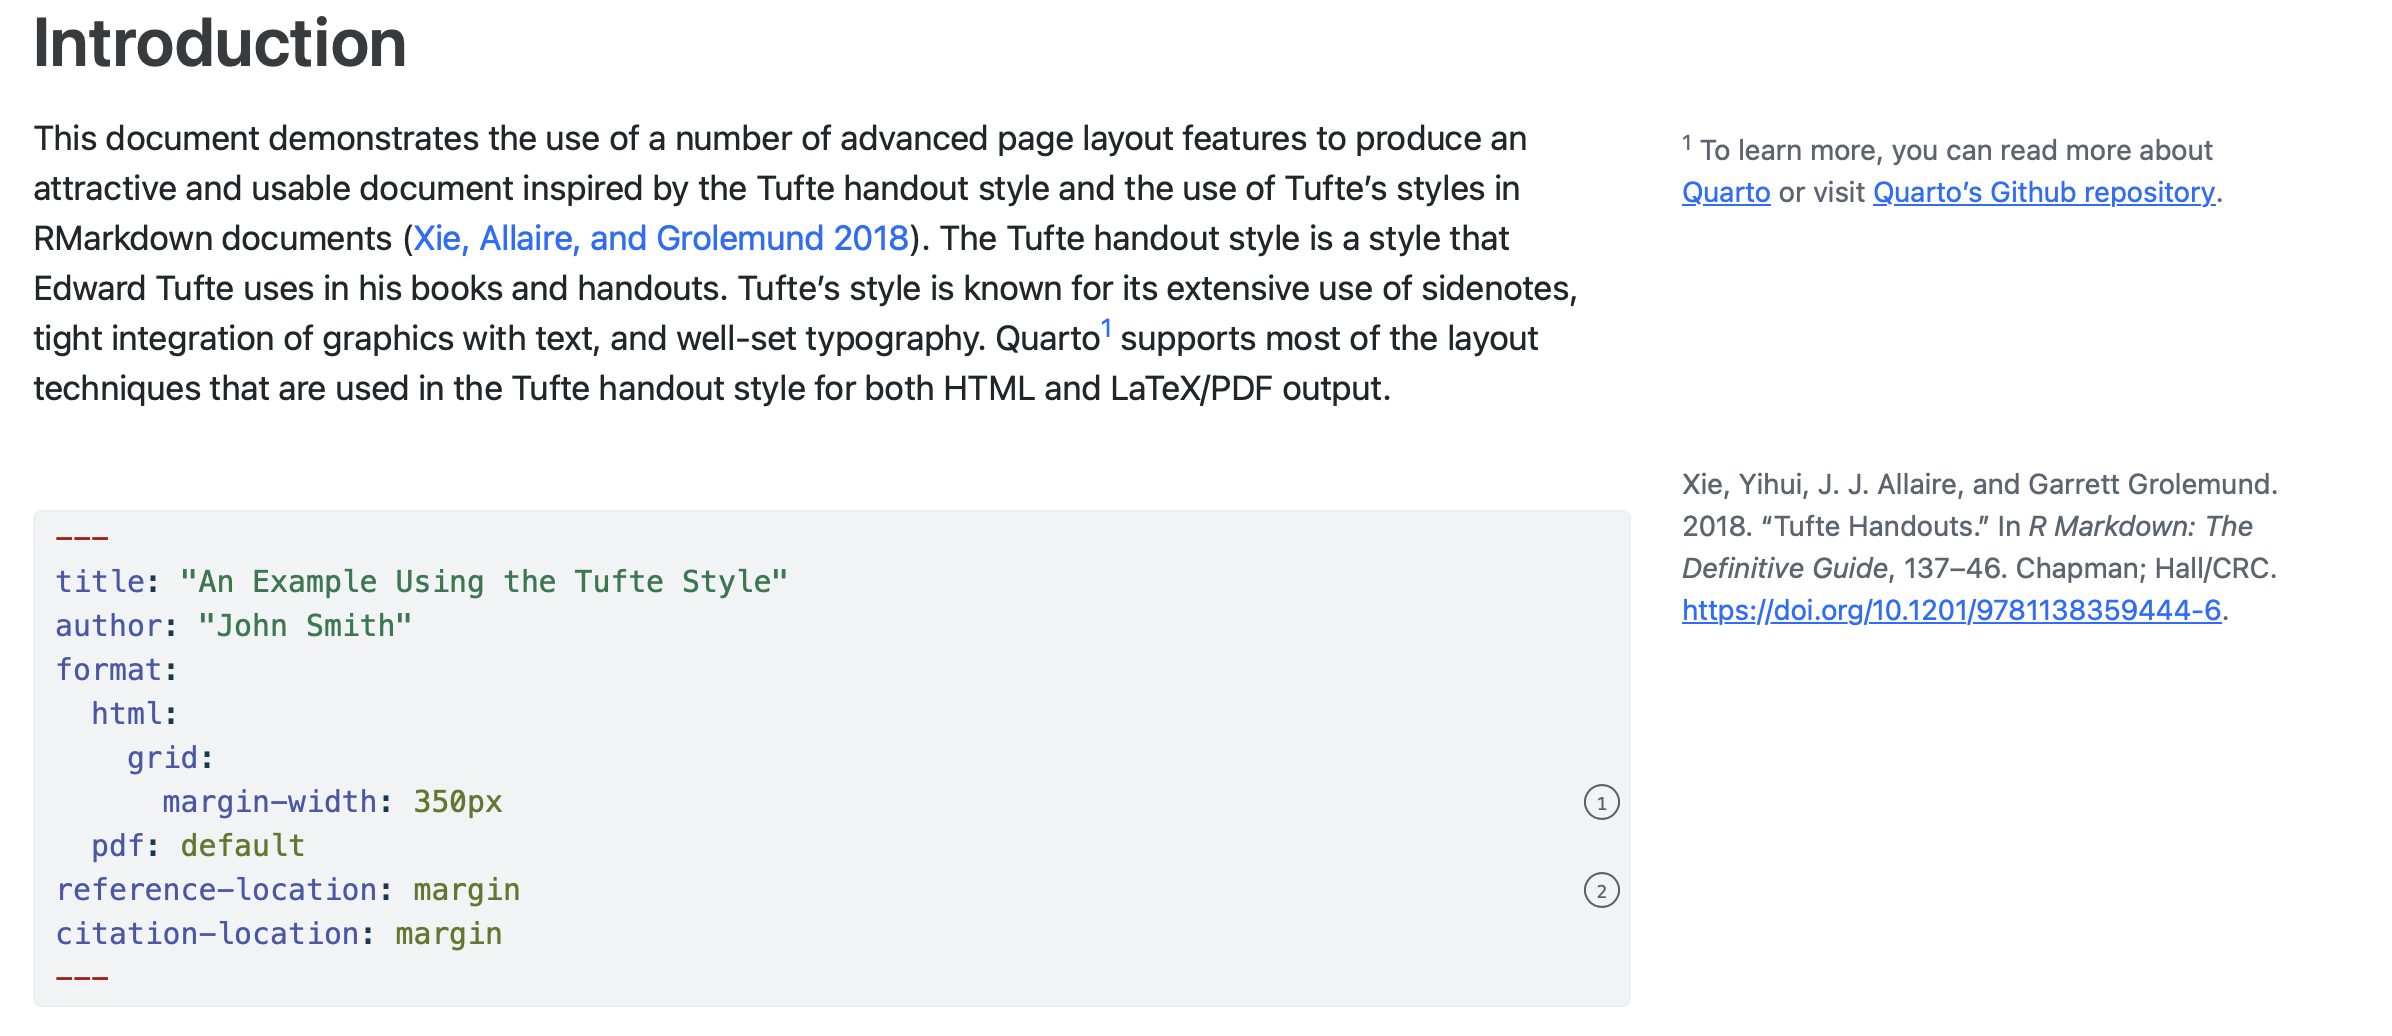 Introduction
This document demonstrates the use of a number of advanced page layout features to produce an
attractive and usable document inspired by the Tufte handout style and the use of Tufte’s styles in
RMarkdown documents (Xie, Allaire, and Grolemund 2018). The Tufte handout style is a style that
Edward Tufte uses in his books and handouts. Tufte’s style is known for its extensive use of sidenotes,
tight integration of graphics with text, and well-set typography. Quarto1 supports most of the layout
techniques that are used in the Tufte handout style for both HTML and LaTeX/PDF output.
1 To learn more, you can read more about
Quarto or visit Quarto’s Github repository.
---
title: "An Example Using the Tufte Style"
author: "John Smith"
format:
  html:
    grid:
      margin-width: 350px 1
  pdf: default
reference-location: margin 2
citation-location: margin
---
Xie, Yihui, J. J. Allaire, and Garrett Grolemund.
2018. “Tufte Handouts.” In R Markdown: The
Definitive Guide, 137–46. Chapman; Hall/CRC.
https://doi.org/10.1201/9781138359444-6.